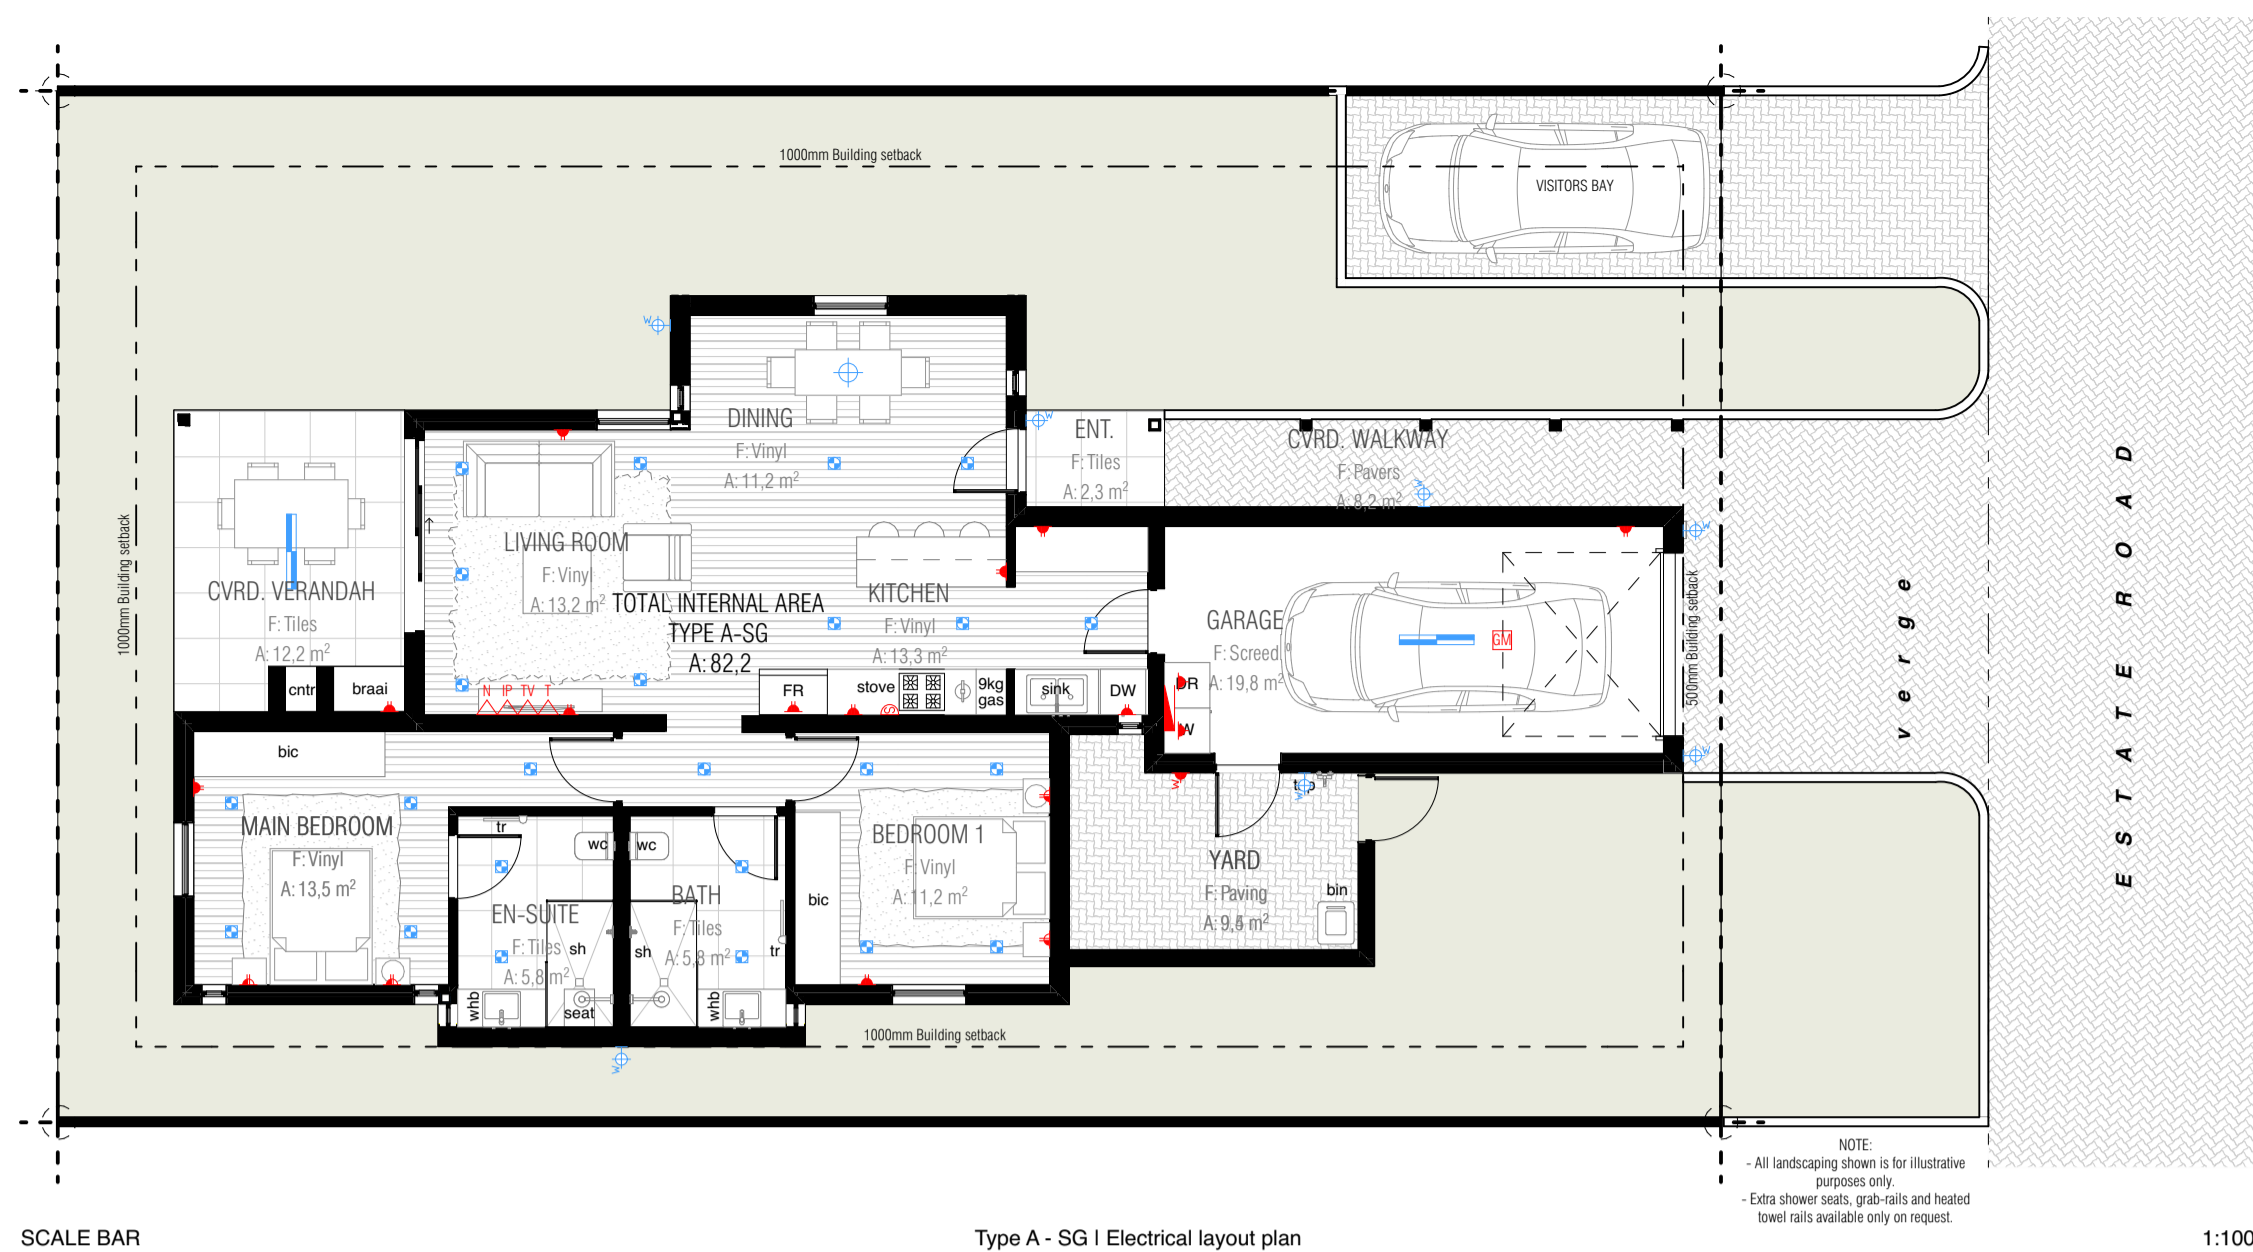 1000mm Building setback
VISITORS BAY
W
DINING
F: Vinyl
A: 11,2 m²
W
ENT.
F: Tiles
A: 2,3 m²
CVRD. WALKWAY
F: Pavers
A: 8,2 m²
W
W
LIVING ROOM
F: Vinyl
A: 13,2 m²
TOTAL INTERNAL AREA
TYPE A-SG
A: 82,2
KITCHEN
F: Vinyl
A: 13,3 m²
CVRD. VERANDAH
F: Tiles
A: 12,2 m²
1000mm Building setback
GARAGE
F: Screed
A: 19,8 m²
GM
500mm Building setback
verge
ESTATE ROAD
cntr
braai
N IP TV T
FR
stove
S
9kg
gas
sink
DW
DR
W
W
bic
MAIN BEDROOM
F: Vinyl
A: 13,5 m²
tr
wc
wc
EN-SUITE
F: Tiles
A: 5,8 m²
sh
seat
whb
BATH
F: Tiles
A: 5,8 m²
sh
tr
whb
bic
BEDROOM 1
F: Vinyl
A: 11,2 m²
W
tap
W
YARD
F: Paving
bin
1000mm Building setback
W
NOTE:
- All landscaping shown is for illustrative
purposes only.
- Extra shower seats, grab-rails and heated
towel rails available only on request.
SCALE BAR
Type A - SG | Electrical layout plan
1:100